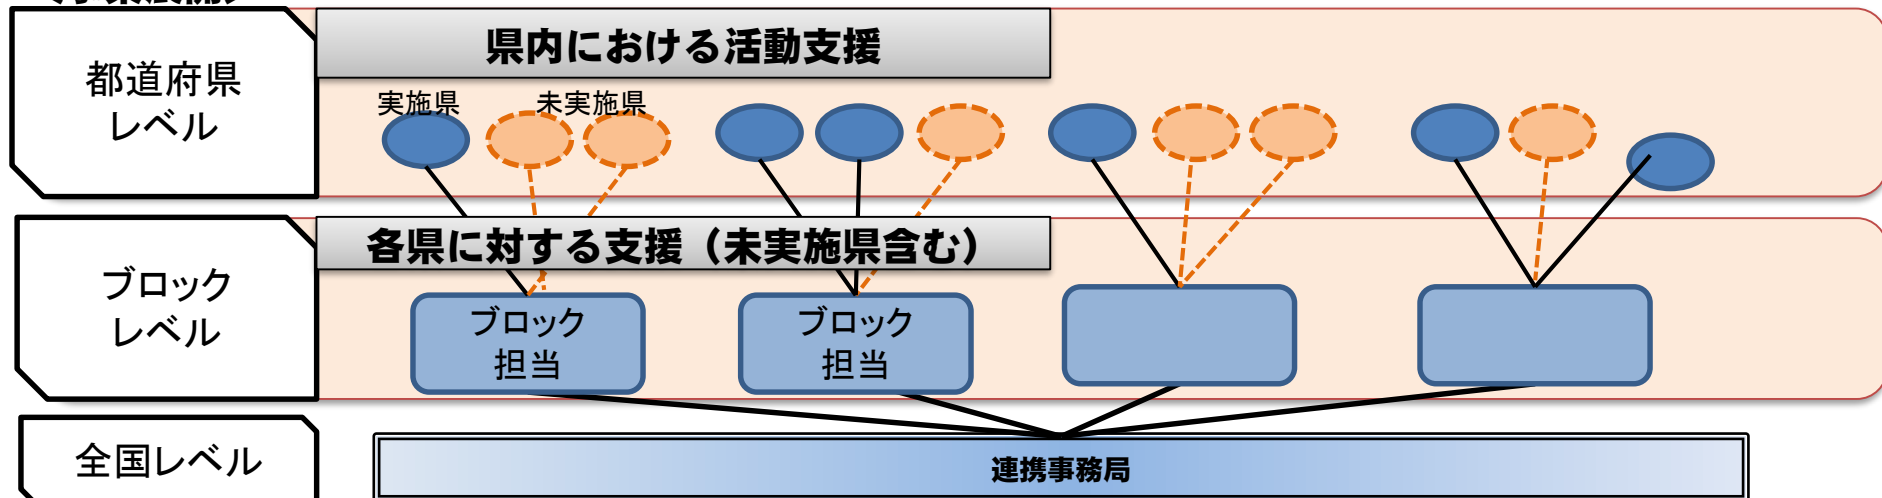 都道府県
レベル
県内における活動支援
実施県
未実施県
ブロック
レベル
各県に対する支援（未実施県含む）
ブロック
担当
ブロック
担当
全国レベル
連携事務局